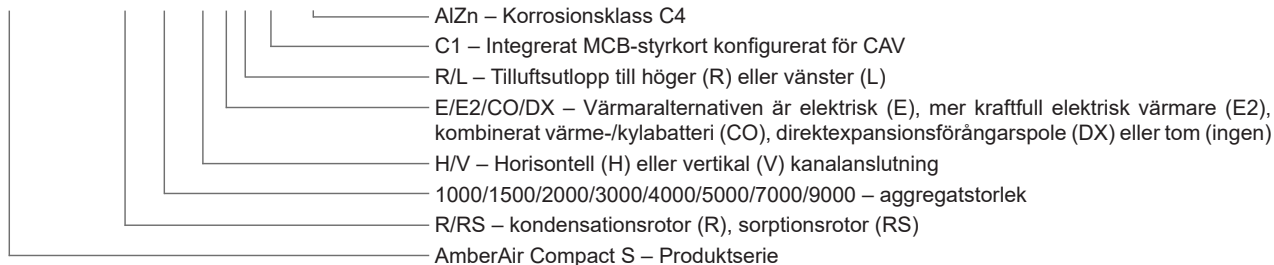 AlZn – Korrosionsklass C4
C1 – Integrerat MCB-styrkort konfigurerat för CAV
R/L – Tilluftsutlopp till höger (R) eller vänster (L)
E/E2/CO/DX – Värmaralternativen är elektrisk (E), mer kraftfull elektrisk värmare (E2),
kombinerat värme-/kylabatteri (CO), direktexpansionsförångarspole (DX) eller tom (ingen)
H/V – Horisontell (H) eller vertikal (V) kanalanslutning
1000/1500/2000/3000/4000/5000/7000/9000 – aggregatstorlek
R/RS – kondensationsrotor (R), sorptionsrotor (RS)
AmberAir Compact S – Produktserie